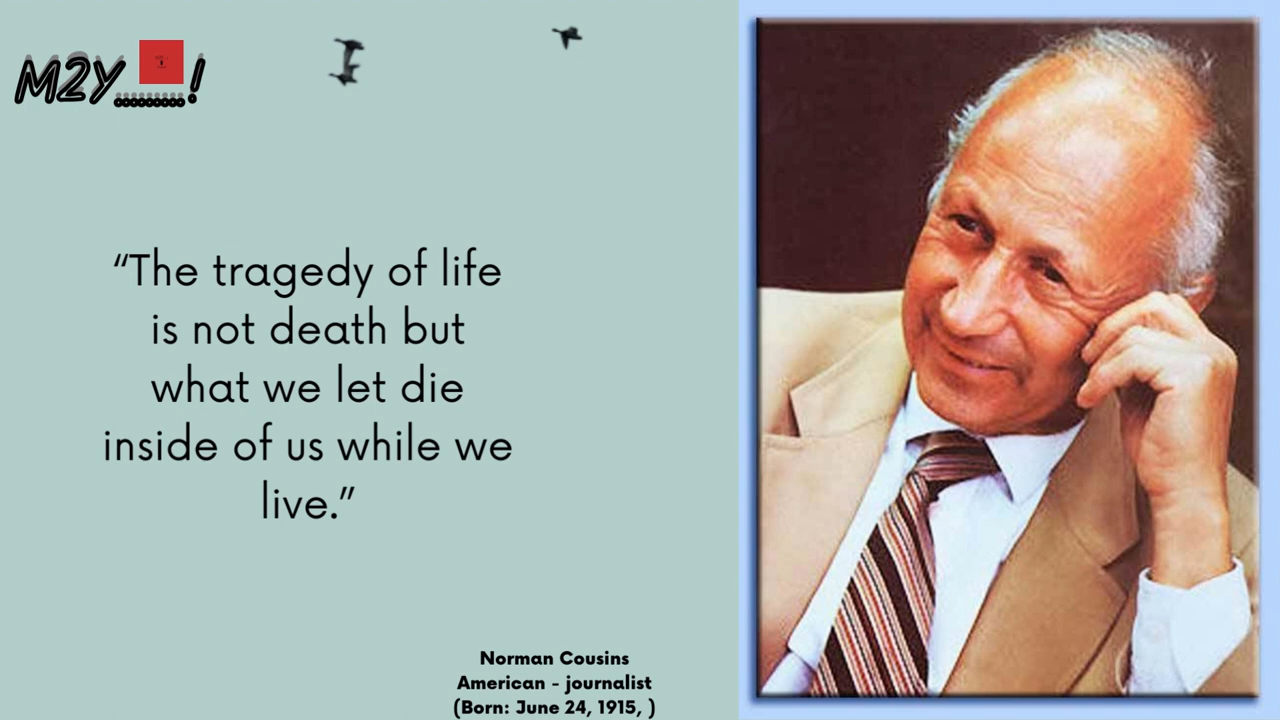 M2Y.........!
“The tragedy of life
is not death but
what we let die
inside of us while we
live.”
Norman Cousins
American - journalist
(Born: June 24, 1915, )